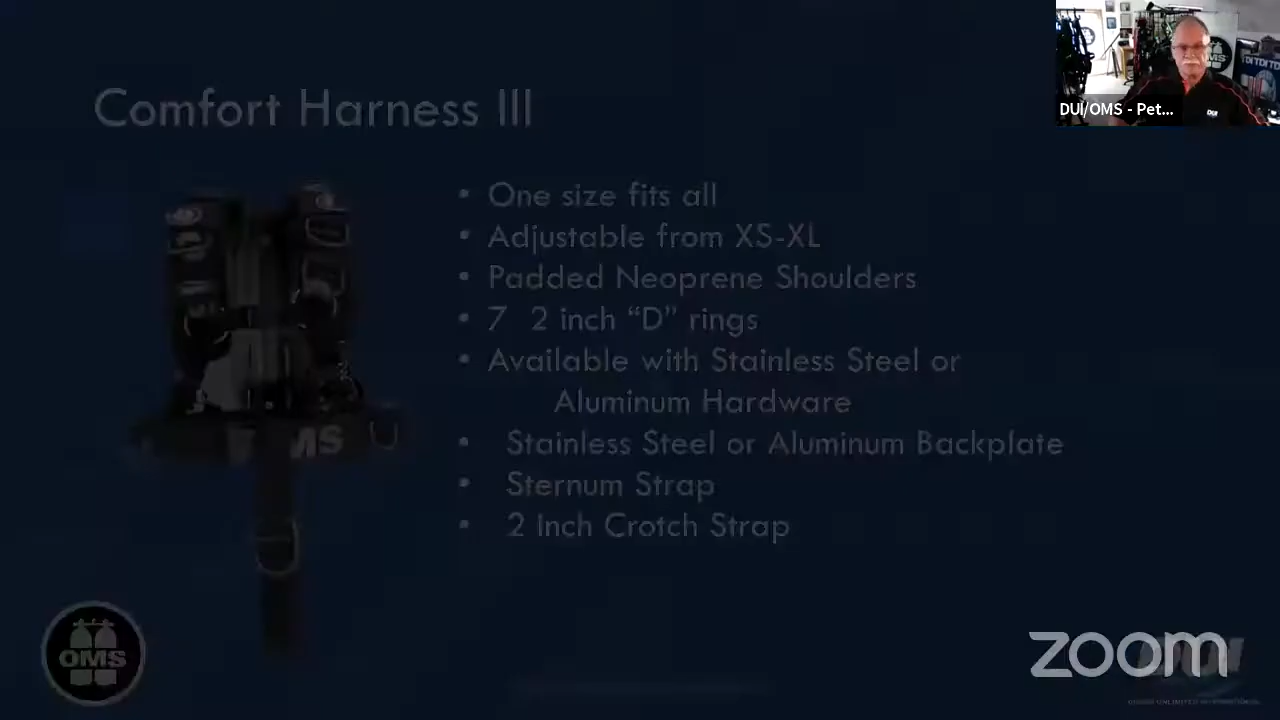 Comfort Harness III
DUI/OMS - Pet...
• One size fits all
• Adjustable from XS-XL
• Padded Neoprene Shoulders
• 7 2 inch “D” rings
• Available with Stainless Steel or
Aluminum Hardware
• Stainless Steel or Aluminum Backplate
• Sternum Strap
• 2 Inch Crotch Strap
OMS
zoom
DUI